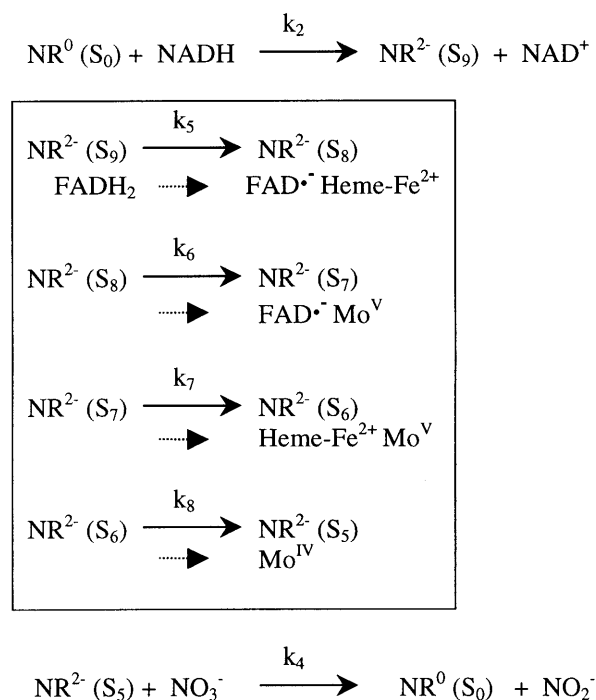 k₂
NR⁰ (S₀) + NADH → NR²⁻ (S₉) + NAD⁺
k₅
NR²⁻ (S₉) → NR²⁻ (S₈)
FADH₂ → FAD•⁻ Heme-Fe²⁺
k₆
NR²⁻ (S₈) → NR²⁻ (S₇)
→ FAD•⁻ Moⱽ
k₇
NR²⁻ (S₇) → NR²⁻ (S₆)
→ Heme-Fe²⁺ Moⱽ
k₈
NR²⁻ (S₆) → NR²⁻ (S₅)
→ Moᴵⱽ
k₄
NR²⁻ (S₅) + NO₃⁻ → NR⁰ (S₀) + NO₂⁻